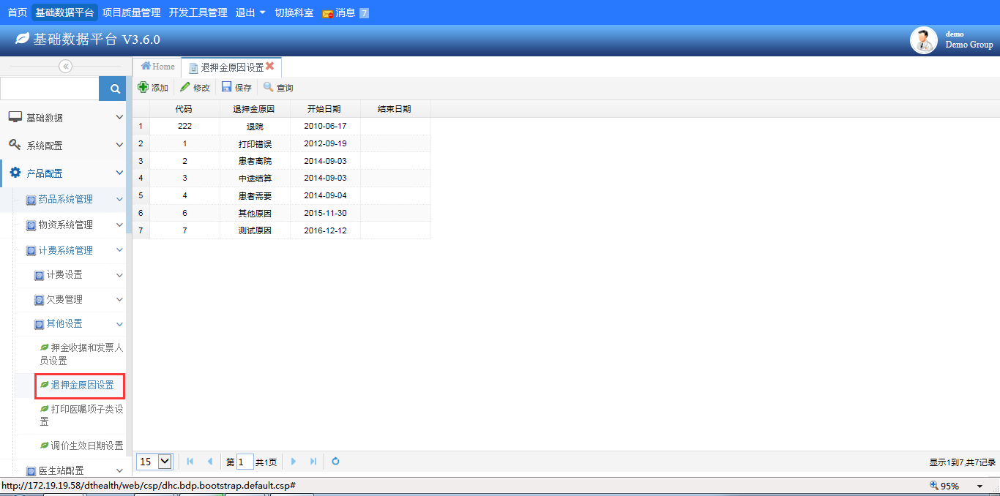 首页 基础数据平台 项目质量管理 开发工具管理 退出 切换科室 消息 7
基础数据平台 V3.6.0
demo
Demo Group
Home 退押金原因设置
添加 修改 保存 查询
基础数据
系统配置
产品配置
药品系统管理
物资系统管理
计费系统管理
计费设置
欠费管理
其他设置
押金收据和发票人
员设置
退押金原因设置
打印医嘱项子类设
置
调价生效日期设置
医生站配置
代码 退押金原因 开始日期 结束日期
1 222 退院 2010-06-17
2 1 打印错误 2012-09-19
3 2 患者离院 2014-09-03
4 3 中途结算 2014-09-03
5 4 患者需要 2014-09-04
6 6 其他原因 2015-11-30
7 7 测试原因 2016-12-12
15 第 1 共1页 显示1到7,共7记录
http://172.19.19.58/dthealth/web/csp/dhc.bdp.bootstrap.default.csp# 95%